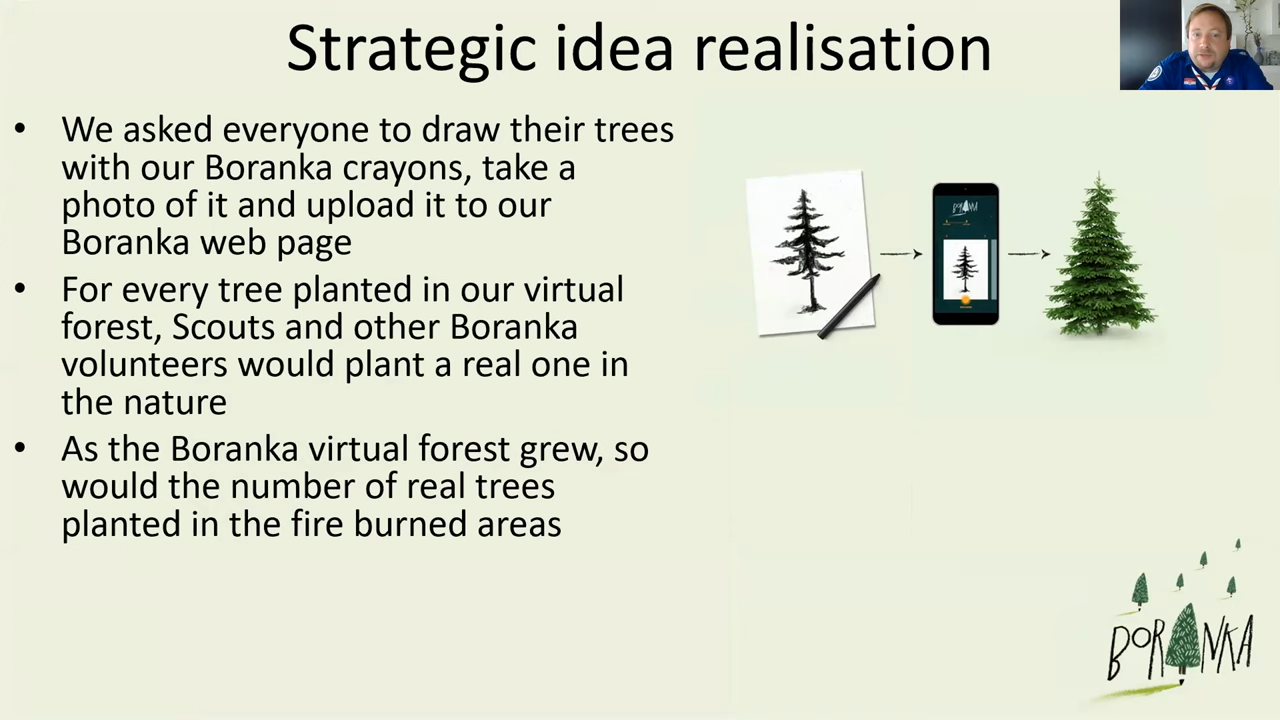 Strategic idea realisation
• We asked everyone to draw their trees
with our Boranka crayons, take a
photo of it and upload it to our
Boranka web page
• For every tree planted in our virtual
forest, Scouts and other Boranka
volunteers would plant a real one in
the nature
• As the Boranka virtual forest grew, so
would the number of real trees
planted in the fire burned areas
BORANKA
BORANKA